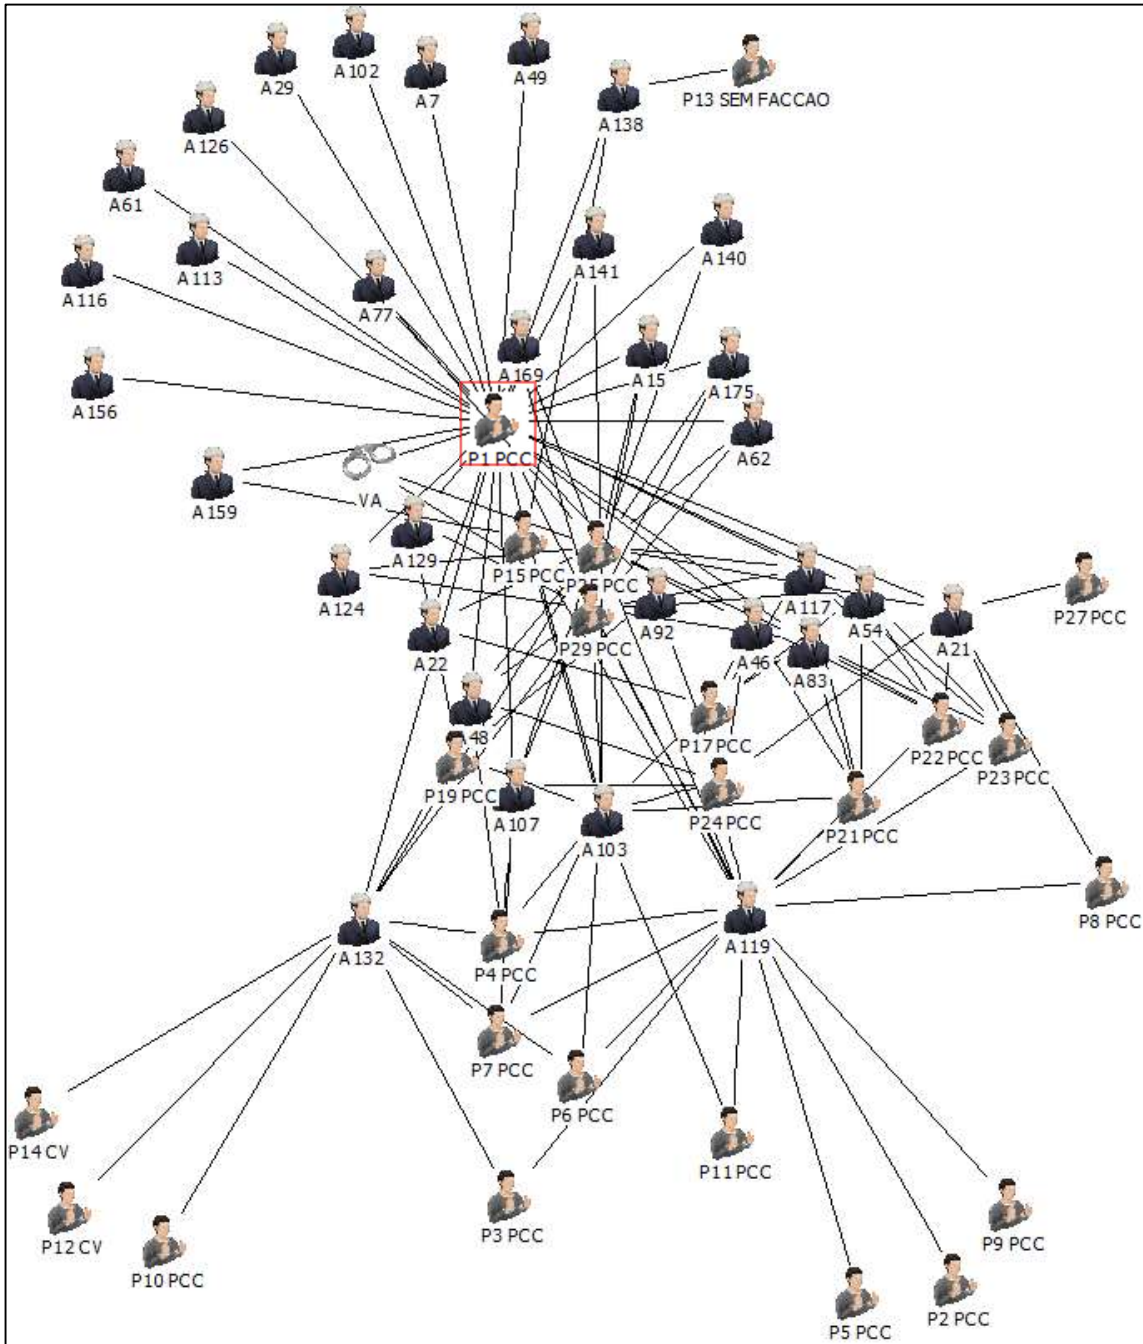 A 102
A 49
A 29
A 7
P13 SEM FACCAO
A 138
A 126
A 61
A 113
A 141
A 140
A 116
A 77
A 169
A 15
A 175
A 156
P1 PCC
A 62
VA
A 159
A 129
P15 PCC
P25 PCC
A 124
A 92
A 117
A 54
P27 PCC
A 22
P29 PCC
A 46
A 21
A 83
A 48
P17 PCC
P22 PCC
P23 PCC
P19 PCC
A 107
P24 PCC
P21 PCC
A 103
A 132
P4 PCC
A 119
P8 PCC
P7 PCC
P6 PCC
P14 CV
P11 PCC
P12 CV
P3 PCC
P9 PCC
P10 PCC
P2 PCC
P5 PCC